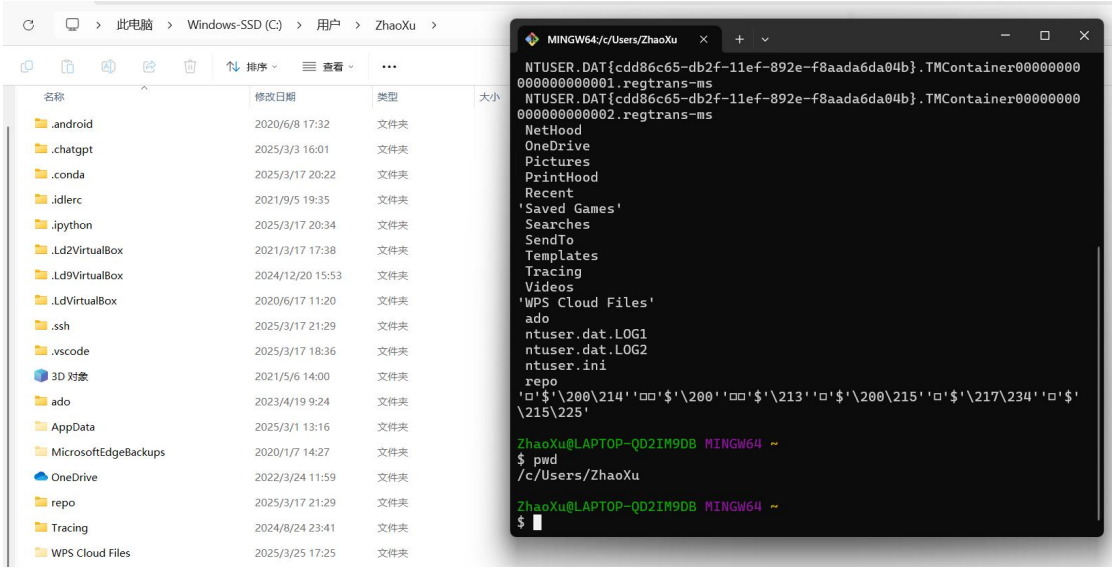 此电脑 > Windows-SSD (C:) > 用户 > ZhaoXu >
排序 查看 ...
名称 修改日期 类型 大小
.android 2020/6/8 17:32 文件夹
.chatgpt 2025/3/3 16:01 文件夹
.conda 2025/3/17 20:22 文件夹
.idlerc 2021/9/5 19:35 文件夹
.ipython 2025/3/17 20:34 文件夹
.Ld2VirtualBox 2021/3/17 17:38 文件夹
.Ld9VirtualBox 2024/12/20 15:53 文件夹
.LdVirtualBox 2020/6/17 11:20 文件夹
.ssh 2025/3/17 21:29 文件夹
.vscode 2025/3/17 18:36 文件夹
3D 对象 2021/5/6 14:00 文件夹
ado 2023/4/19 9:24 文件夹
AppData 2025/3/1 13:16 文件夹
MicrosoftEdgeBackups 2020/1/7 14:27 文件夹
OneDrive 2022/3/24 11:59 文件夹
repo 2025/3/17 21:29 文件夹
Tracing 2024/8/24 23:41 文件夹
WPS Cloud Files 2025/3/25 17:25 文件夹
MINGW64:/c/Users/ZhaoXu
NTUSER.DAT{cdd86c65-db2f-11ef-892e-f8aada6da04b}.TMContainer00000000
000000000001.regtrans-ms
NTUSER.DAT{cdd86c65-db2f-11ef-892e-f8aada6da04b}.TMContainer00000000
000000000002.regtrans-ms
NetHood
OneDrive
Pictures
PrintHood
Recent
'Saved Games'
Searches
SendTo
Templates
Tracing
Videos
'WPS Cloud Files'
ado
ntuser.dat.LOG1
ntuser.dat.LOG2
ntuser.ini
repo
'□'$'\200\214''□□'$'\200''□□'$'\213''□'$'\200\215''□'$'\217\234''□'$'
\215\225'
ZhaoXu@LAPTOP-QD2IM9DB MINGW64 ~
$ pwd
/c/Users/ZhaoXu
ZhaoXu@LAPTOP-QD2IM9DB MINGW64 ~
$